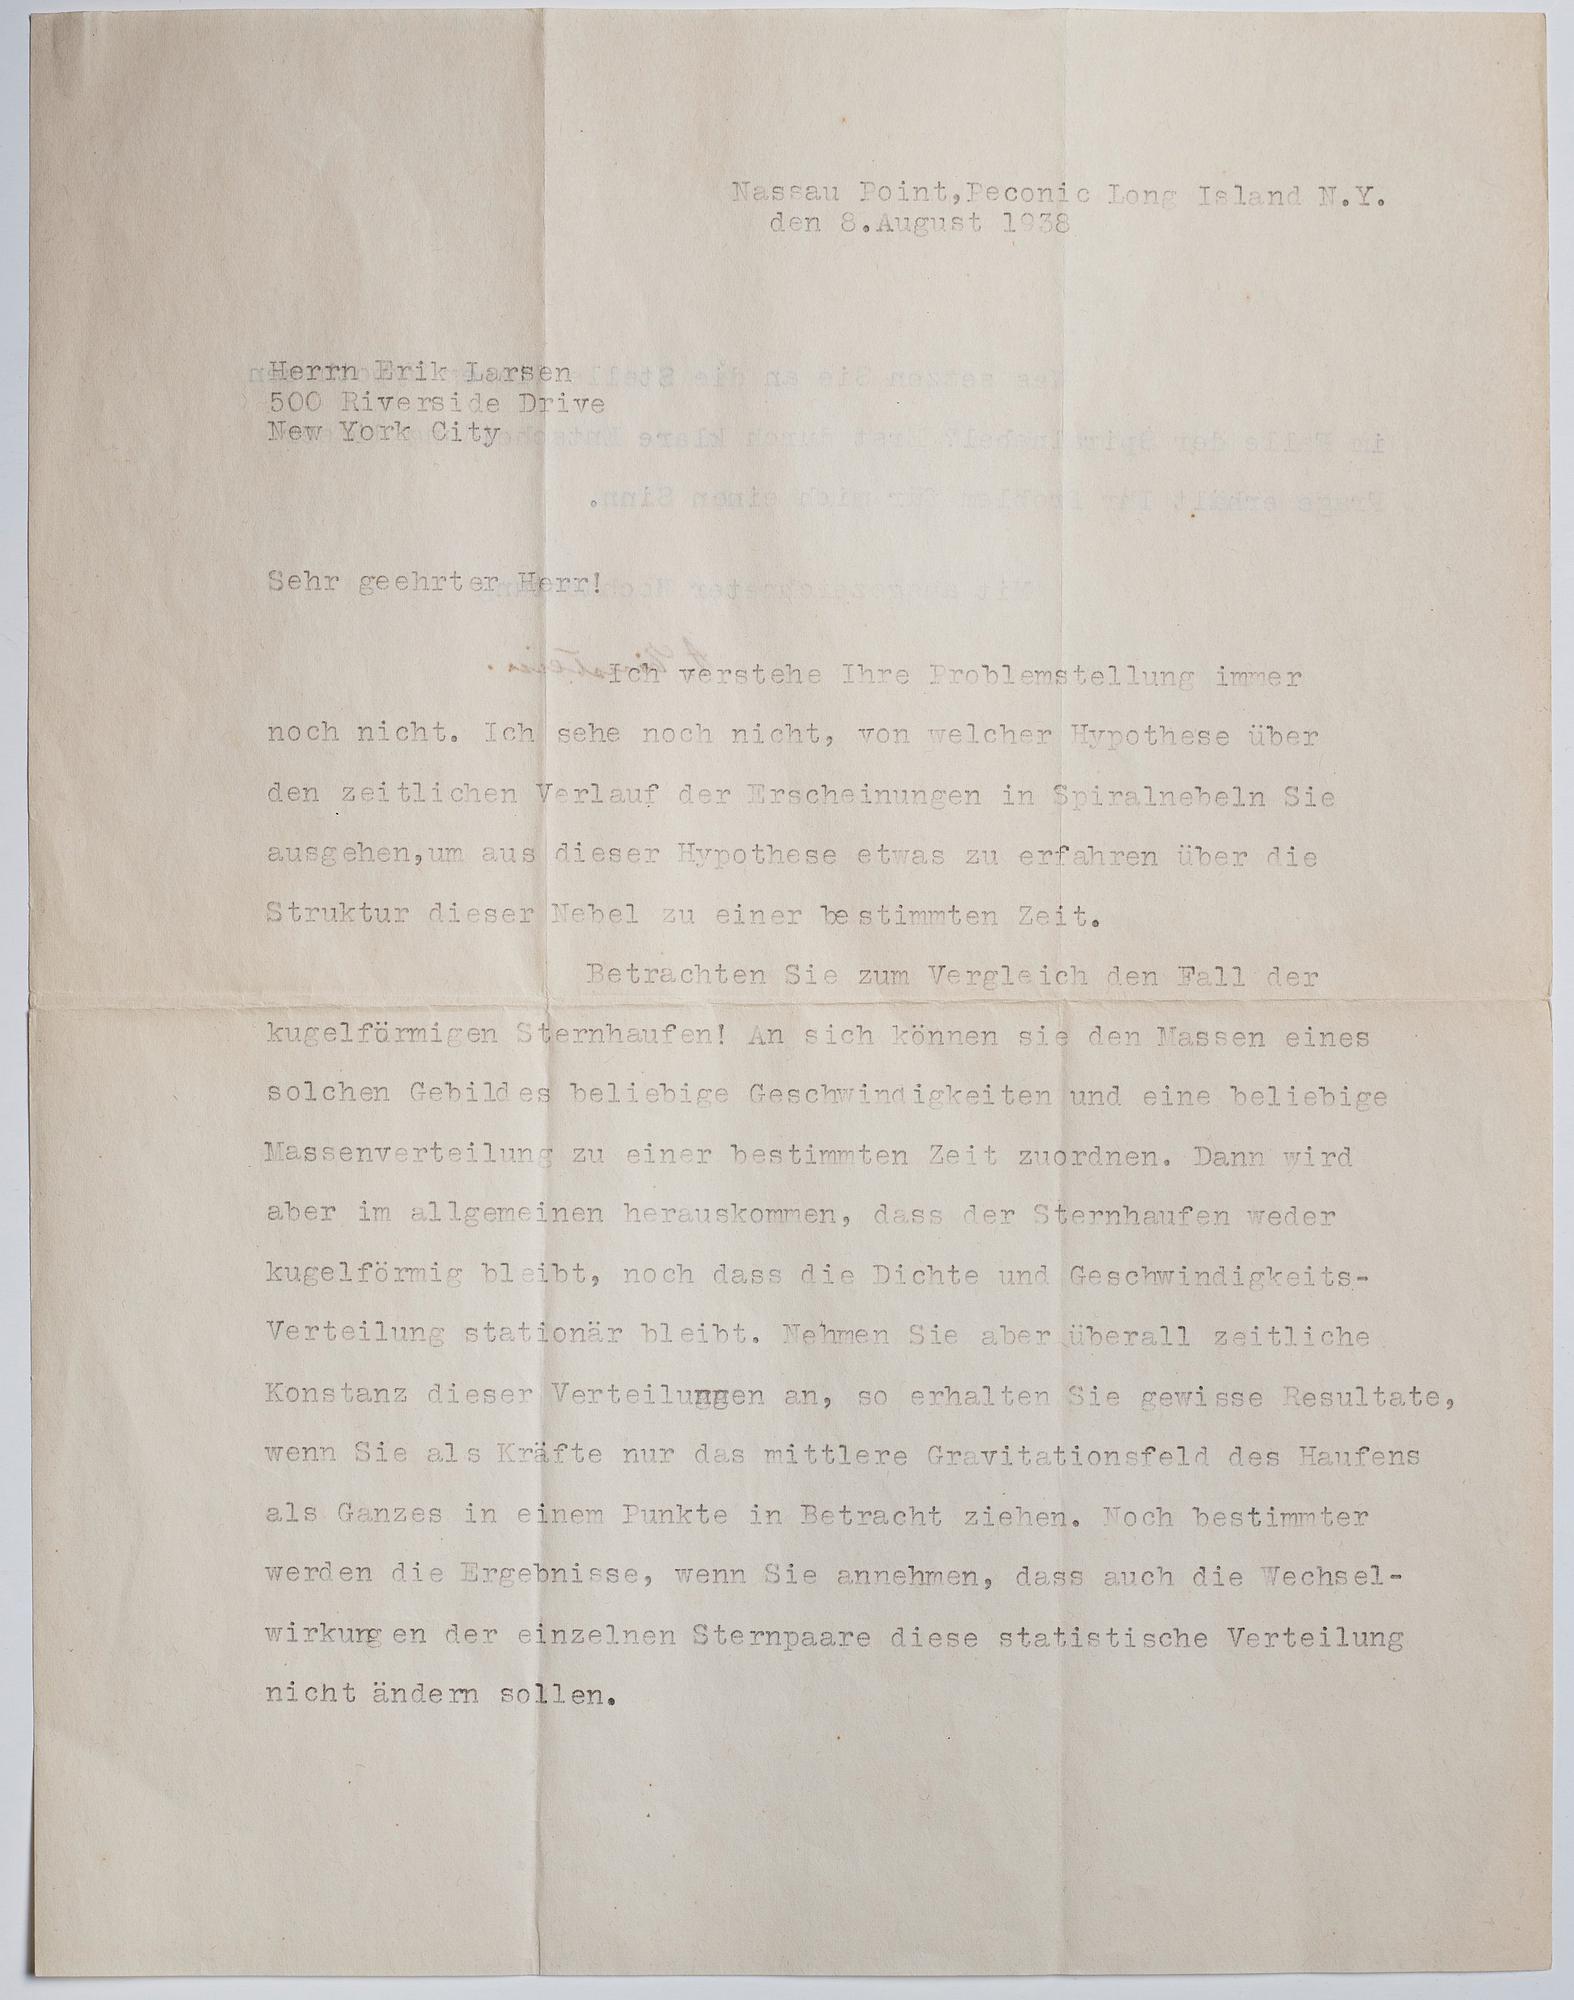 Nassau Point,Peconic Long Island N.Y.
den 8.August 1938
Herrn Erik Larsen
500 Riverside Drive
New York City
Sehr geehrter Herr!
Ich verstehe Ihre Problemstellung immer
noch nicht. Ich sehe noch nicht, von welcher Hypothese über
den zeitlichen Verlauf der Erscheinungen in Spiralnebeln Sie
ausgehen,um aus dieser Hypothese etwas zu erfahren über die
Struktur dieser Nebel zu einer bestimmten Zeit.
Betrachten Sie zum Vergleich den Fall der
kugelförmigen Sternhaufen! An sich können sie den Massen eines
solchen Gebildes beliebige Geschwindigkeiten und eine beliebige
Massenverteilung zu einer bestimmten Zeit zuordnen. Dann wird
aber im allgemeinen herauskommen, dass der Sternhaufen weder
kugelförmig bleibt, noch dass die Dichte und Geschwindigkeits-
Verteilung stationär bleibt. Nehmen Sie aber überall zeitliche
Konstanz dieser Verteilungen an, so erhalten Sie gewisse Resultate,
wenn Sie als Kräfte nur das mittlere Gravitationsfeld des Haufens
als Ganzes in einem Punkte in Betracht ziehen. Noch bestimmter
werden die Ergebnisse, wenn Sie annehmen, dass auch die Wechsel-
wirkungen der einzelnen Sternpaare diese statistische Verteilung
nicht ändern sollen.